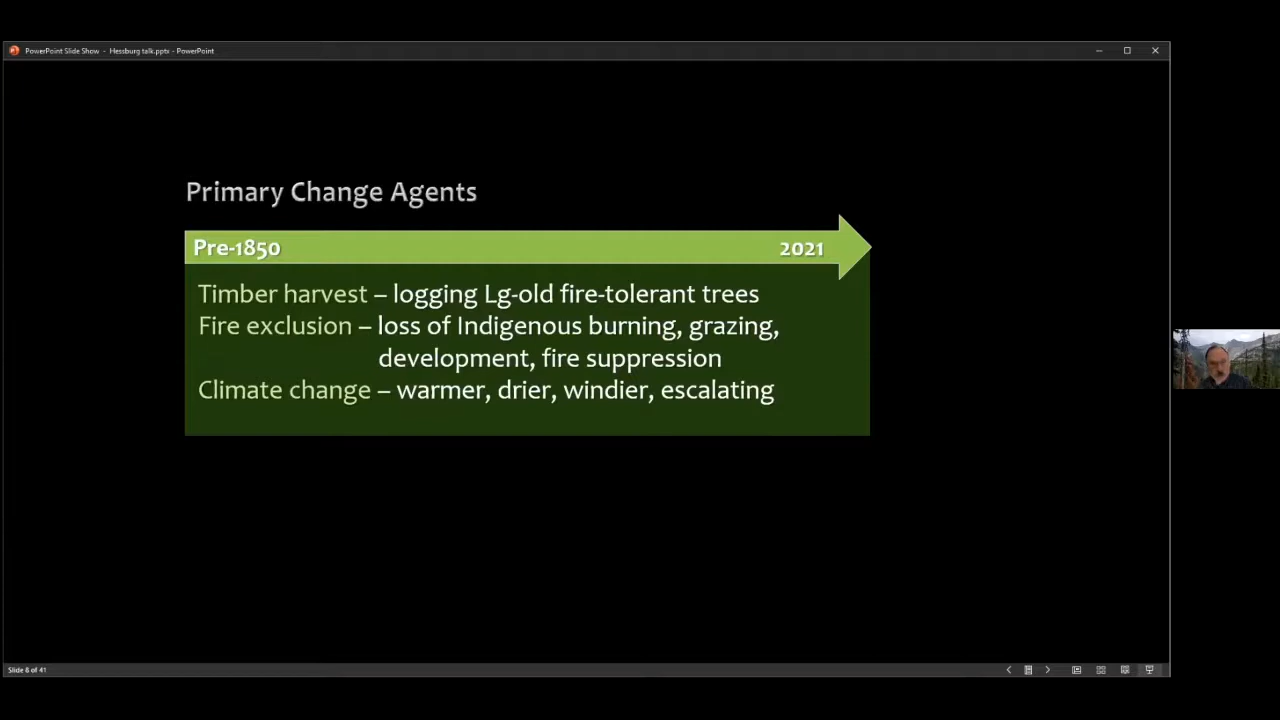 PowerPoint Slide Show - Hessburg talk.pptx - PowerPoint
Primary Change Agents
Pre-1850 2021
Timber harvest – logging Lg-old fire-tolerant trees
Fire exclusion – loss of Indigenous burning, grazing,
development, fire suppression
Climate change – warmer, drier, windier, escalating
Slide 8 of 41